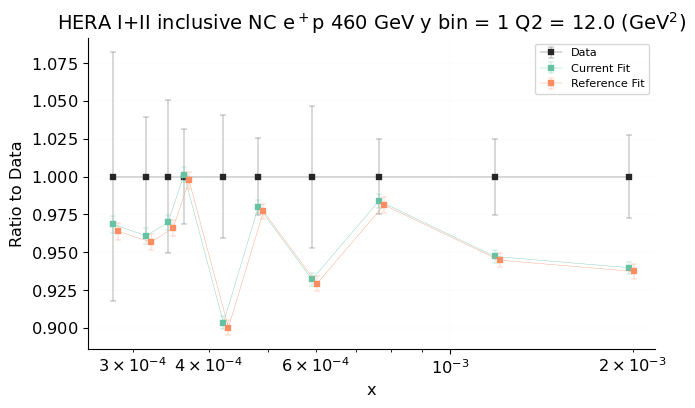 HERA I+II inclusive NC e⁺p 460 GeV y bin = 1 Q2 = 12.0 (GeV²)
Data
Current Fit
Reference Fit
Ratio to Data
1.075
1.050
1.025
1.000
0.975
0.950
0.925
0.900
3 × 10⁻⁴ 4 × 10⁻⁴ 6 × 10⁻⁴ 10⁻³ 2 × 10⁻³
x